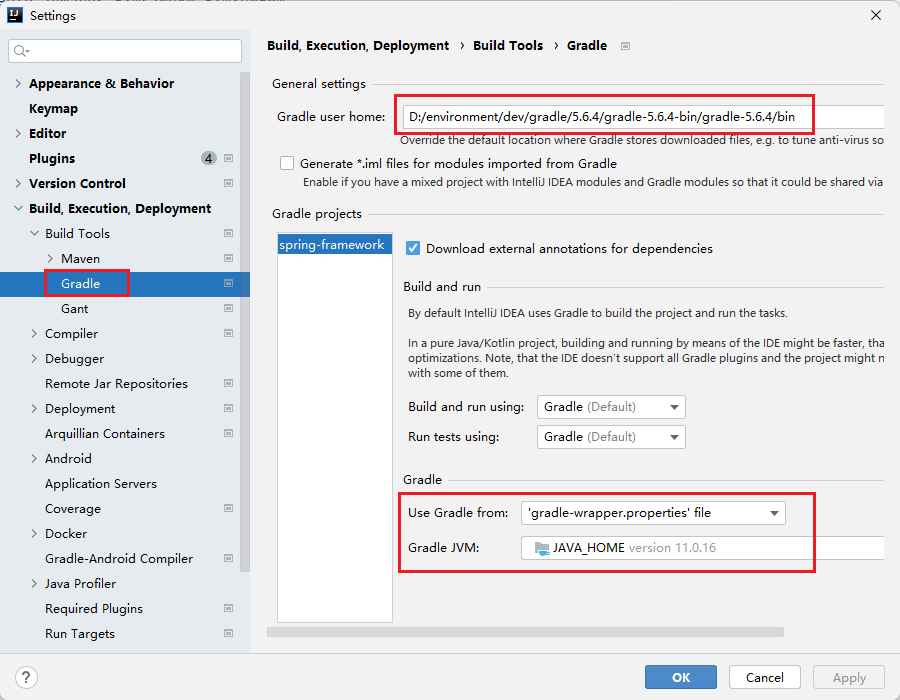 Settings
Build, Execution, Deployment › Build Tools › Gradle
Appearance & Behavior
Keymap
Editor
Plugins 4
Version Control
Build, Execution, Deployment
Build Tools
Maven
Gradle
Gant
Compiler
Debugger
Remote Jar Repositories
Deployment
Arquillian Containers
Android
Application Servers
Coverage
Docker
Gradle-Android Compiler
Java Profiler
Required Plugins
Run Targets
General settings
Gradle user home: D:/environment/dev/gradle/5.6.4/gradle-5.6.4-bin/gradle-5.6.4/bin
Override the default location where Gradle stores downloaded files, e.g. to tune anti-virus so
Generate *.iml files for modules imported from Gradle
Enable if you have a mixed project with IntelliJ IDEA modules and Gradle modules so that it could be shared via
Gradle projects
spring-framework
Download external annotations for dependencies
Build and run
By default IntelliJ IDEA uses Gradle to build the project and run the tasks.
In a pure Java/Kotlin project, building and running by means of the IDE might be faster, tha
optimizations. Note, that the IDE doesn't support all Gradle plugins and the project might n
with some of them.
Build and run using: Gradle (Default)
Run tests using: Gradle (Default)
Gradle
Use Gradle from: 'gradle-wrapper.properties' file
Gradle JVM: JAVA_HOME version 11.0.16
?
OK
Cancel
Apply